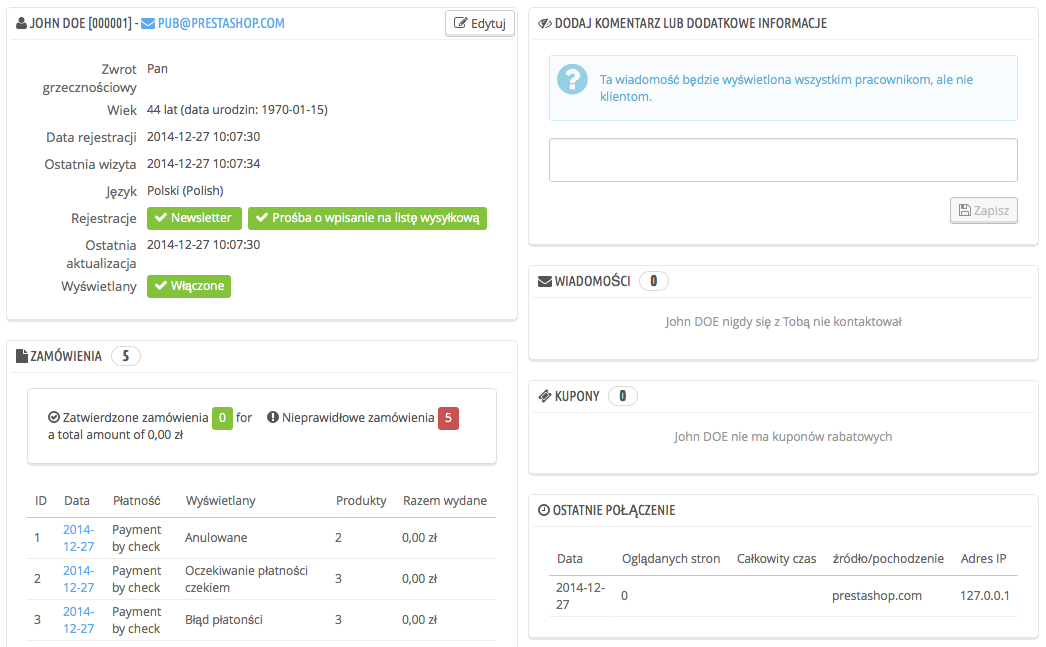 JOHN DOE [000001] - PUB@PRESTASHOP.COM
Edytuj
Zwrot grzecznościowy
Pan
Wiek
44 lat (data urodzin: 1970-01-15)
Data rejestracji
2014-12-27 10:07:30
Ostatnia wizyta
2014-12-27 10:07:34
Język
Polski (Polish)
Rejestracje
Newsletter
Prośba o wpisanie na listę wysyłkową
Ostatnia aktualizacja
2014-12-27 10:07:30
Wyświetlany
Włączone
ZAMÓWIENIA 5
Zatwierdzone zamówienia 0 for
a total amount of 0,00 zł
Nieprawidłowe zamówienia 5
ID Data Płatność Wyświetlany Produkty Razem wydane
1 2014-12-27 Payment by check Anulowane 2 0,00 zł
2 2014-12-27 Payment by check Oczekiwanie płatności czekiem 3 0,00 zł
3 2014-12-27 Payment by check Błąd płatonści 3 0,00 zł
DODAJ KOMENTARZ LUB DODATKOWE INFORMACJE
Ta wiadomość będzie wyświetlona wszystkim pracownikom, ale nie
klientom.
Zapisz
WIADOMOŚCI 0
John DOE nigdy się z Tobą nie kontaktował
KUPONY 0
John DOE nie ma kuponów rabatowych
OSTATNIE POŁĄCZENIE
Data Oglądanych stron Całkowity czas źródło/pochodzenie Adres IP
2014-12-27 0 prestashop.com 127.0.0.1